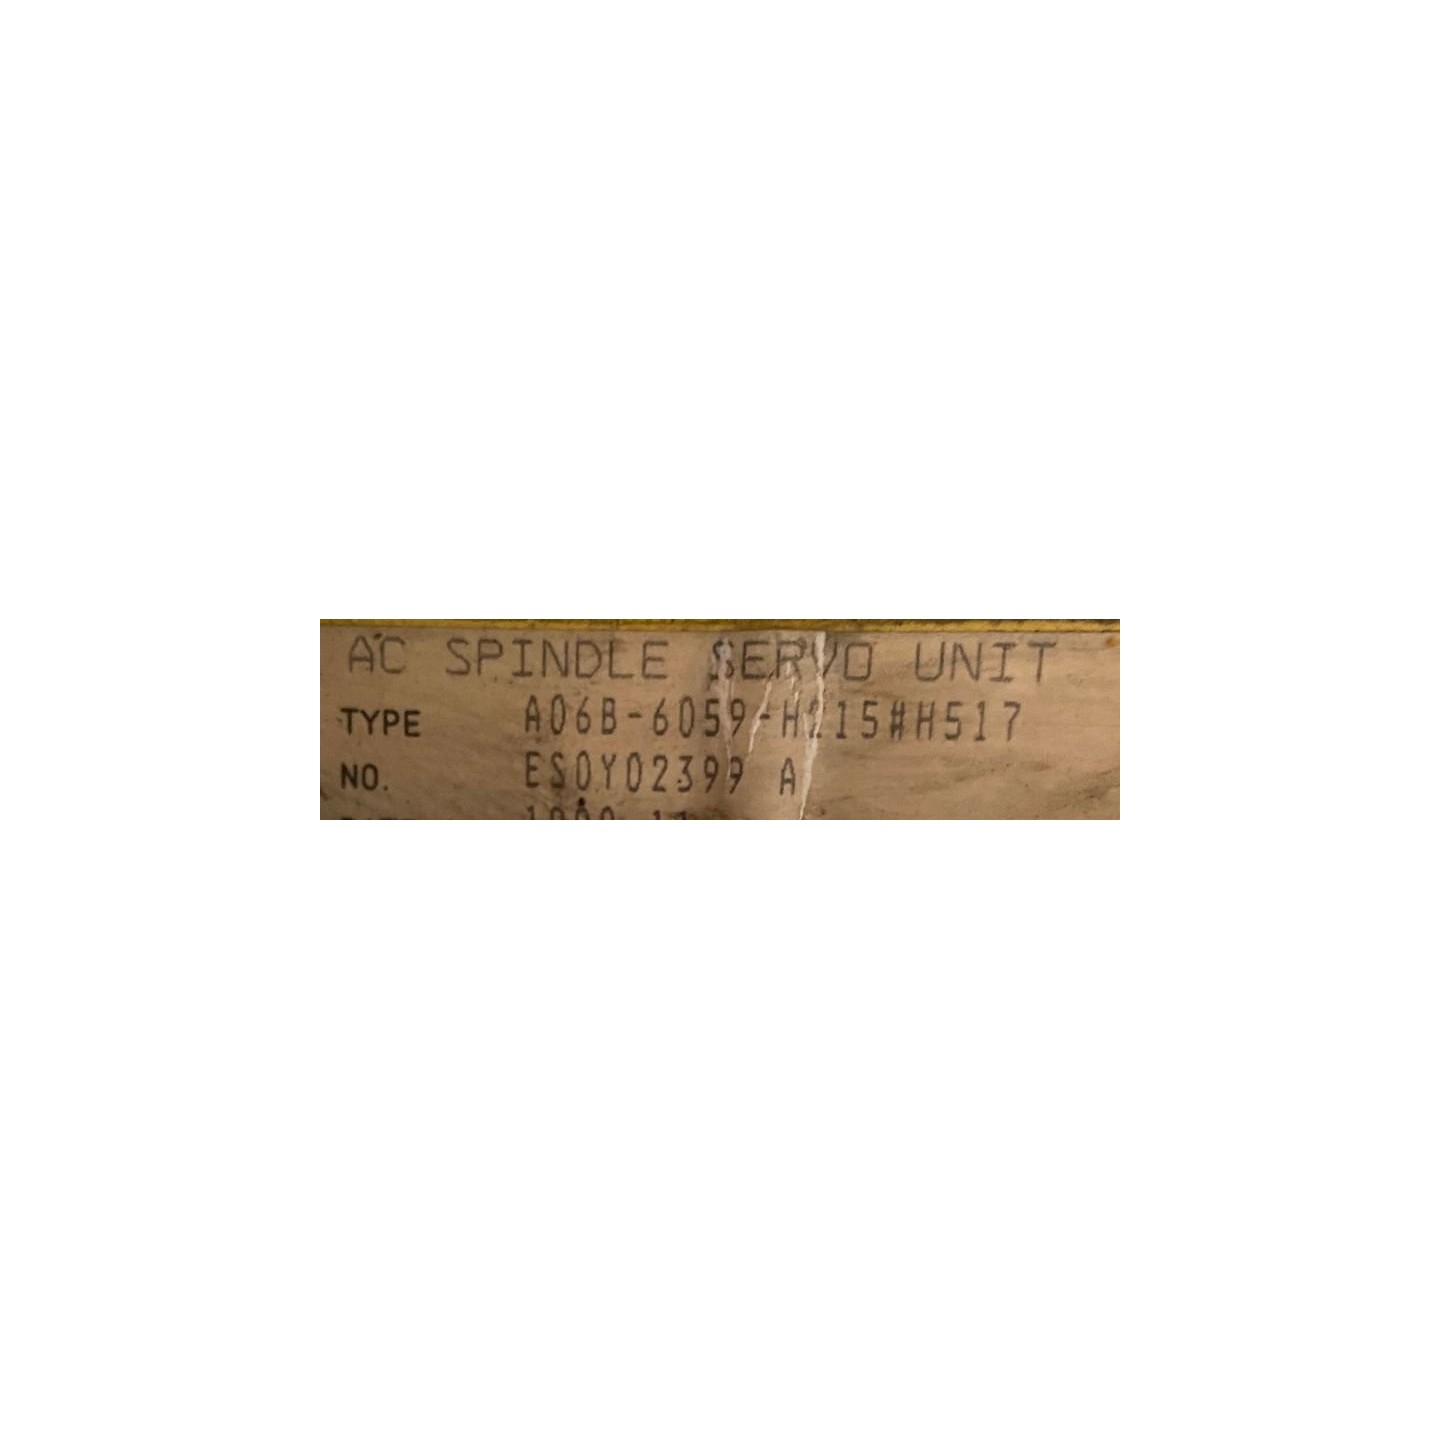 AC SPINDLE SERVO UNIT
TYPE A06B-6059-H215#H517
NO. ES0Y02399 A